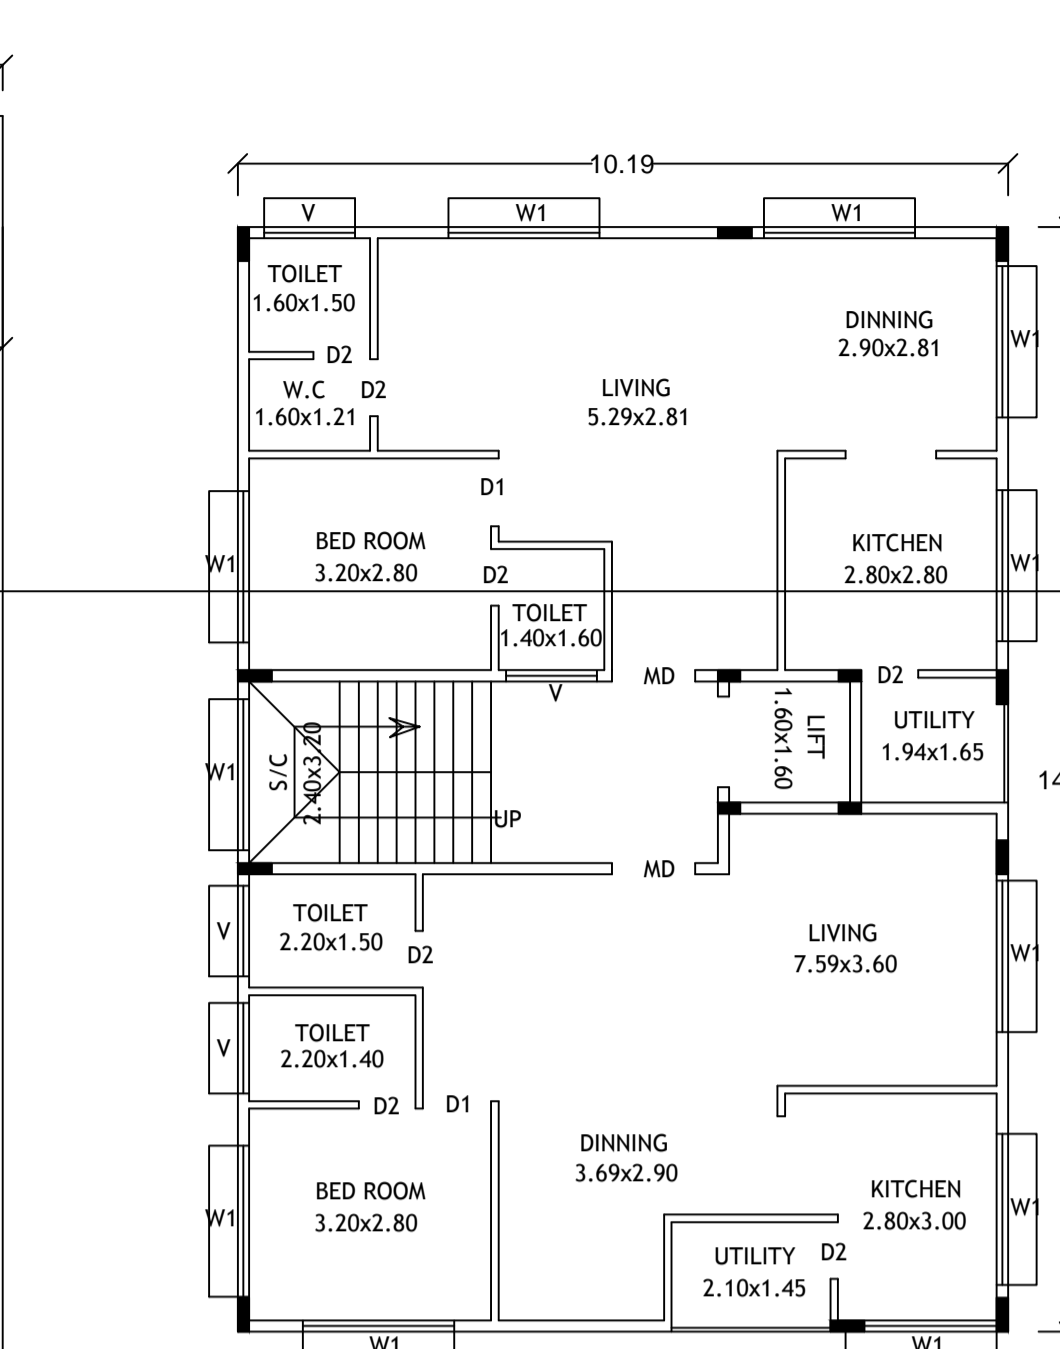 10.19
V
W1
W1
TOILET
1.60x1.50
DINNING
2.90x2.81
W1
D2
W.C
D2
1.60x1.21
LIVING
5.29x2.81
D1
BED ROOM
3.20x2.80
W1
KITCHEN
2.80x2.80
W1
D2
TOILET
1.40x1.60
V
MD
D2
UTILITY
1.94x1.65
LIFT
1.60x1.60
W1
S/C
2.40x3.20
UP
14
MD
V
TOILET
2.20x1.50
D2
LIVING
7.59x3.60
W1
V
TOILET
2.20x1.40
D2
D1
DINNING
3.69x2.90
W1
BED ROOM
3.20x2.80
KITCHEN
2.80x3.00
W1
UTILITY
2.10x1.45
D2
W1
W1